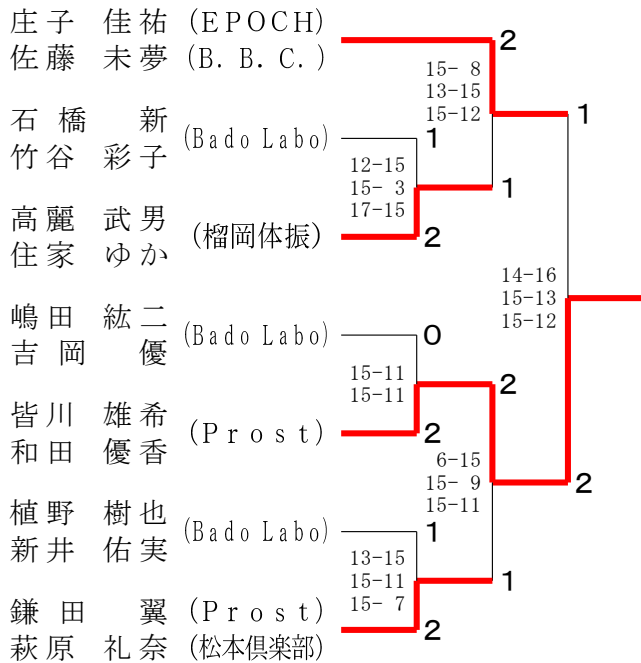 庄子 佳祐 (EPOCH)
佐藤 未夢 (B. B. C. )
2
15- 8
13-15
15-12
1
石橋 新
竹谷 彩子
(Bado Labo)
1
12-15
15- 3
17-15
1
高麗 武男
住家 ゆか
(榴岡体振)
2
14-16
15-13
15-12
嶋田 紘二
吉岡 優
(Bado Labo)
0
15-11
15-11
2
皆川 雄希
和田 優香
(Prost)
2
6-15
15- 9
15-11
2
植野 樹也
新井 佑実
(Bado Labo)
1
13-15
15-11
15- 7
1
鎌田 翼 (Prost)
萩原 礼奈 (松本倶楽部)
2